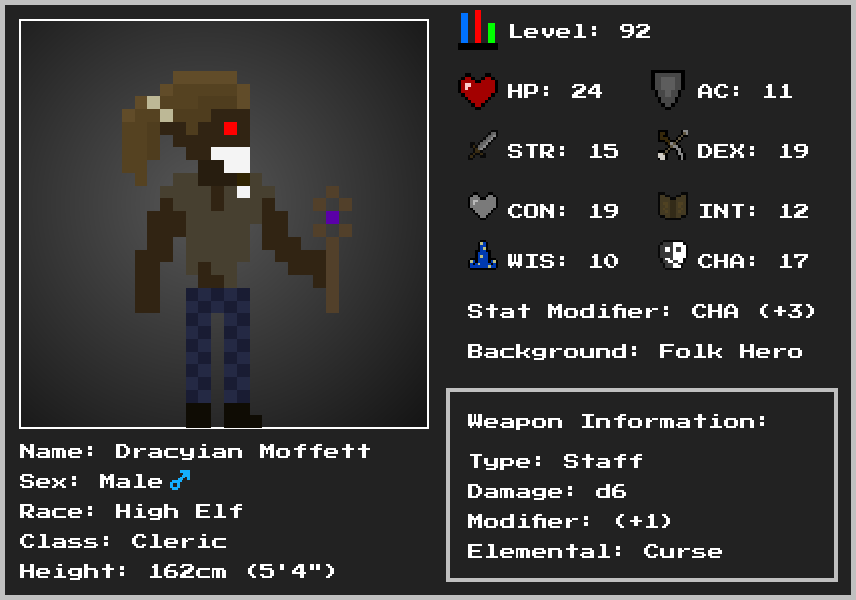 Level: 92
HP: 24
AC: 11
STR: 15
DEX: 19
CON: 19
INT: 12
WIS: 10
CHA: 17
Stat Modifier: CHA (+3)
Background: Folk Hero
Weapon Information:
Type: Staff
Damage: d6
Modifier: (+1)
Elemental: Curse
Name: Dracyian Moffett
Sex: Male♂
Race: High Elf
Class: Cleric
Height: 162cm (5'4")